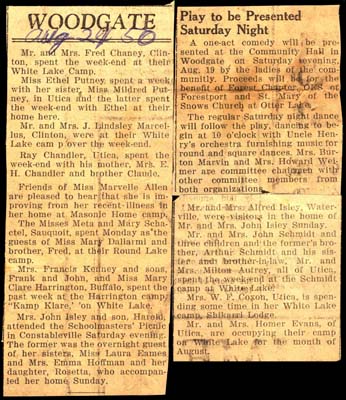 WOODGATE
Aug 24 50
Mr. and Mrs. Fred Chaney, Clin-
ton, spent the week-end at their
White Lake Camp.
Miss Ethel Putney spent a week
with her sister, Miss Mildred Put-
ney, in Utica and the latter spent
the week-end with Ethel at their
home here.
Mr. and Mrs. J. Lindsley Marcel-
lus, Clinton, were at their White
Lake camp over the week-end.
Ray Chandler, Utica, spent the
week-end with his mother, Mrs. E.
H. Chandler and brother Claude.
Friends of Miss Marvelle Allen
are pleased to hear that she is im-
proving from her recent illness at
her Masonic Home camp.
The Misses Meta and Mary Scha-
chel, Sauquoit, spent Monday as the
guests of Miss Mary Dallarmi and
brother, Fred, at their Round Lake
camp.
Mrs. Francis Kenney and sons,
Frank and John, and Miss Mary
Clare Harrington, Buffalo, spent the
past week at the Harrington camp,
"Kamp Klare," on White Lake.
Mrs. John Isley and son, Harold,
attended the Schoolmasters' Picnic
in Constableville Saturday evening.
The former was the overnight guest
of her sisters, Miss Laura Eames
and Mrs. Emma Hoffman and her
daughter, Rosetta, who accompan-
ied her home Sunday.
Play to be Presented
Saturday Night
A one-act comedy will be pre-
sented at the Community Hall in
Woodgate on Saturday evening,
Aug. 19 by the ladies of the com-
munity. Proceeds will be for the
benefit of Forest Chapter, OES of
Forestport and St. Mary of the
Snows Church at Otter Lake.
The regular Saturday night dance
will follow the play, dancing to be-
gin at 10 o'clock with Uncle Hen-
ry's orchestra furnishing music for
round and square dances. Mrs. Bur-
ton Marvin and Mrs. Howard Wei-
mer are committee chairmen with
other committee members from
both organizations.
Mr. and Mrs. Alfred Isley, Water-
ville, were visitors in the home of
Mr. and Mrs. John Isley Sunday.
Mr. and Mrs. John Schmidt and
three children and the former's bro-
ther, Arthur Schmidt and his sis-
ter and brother-in-law, Mr. and
Mrs. Milton Autrey, all of Utica,
spent the weekend at the Schmidt
camp at White Lake.
Mrs. W. F. Coxon, Utica, is spen-
ding some time in her White Lake
camp, Shikarri Lodge.
Mr. and Mrs. Homer Evans, of
Utica, are occupying their camp
on White Lake for the month of
August.